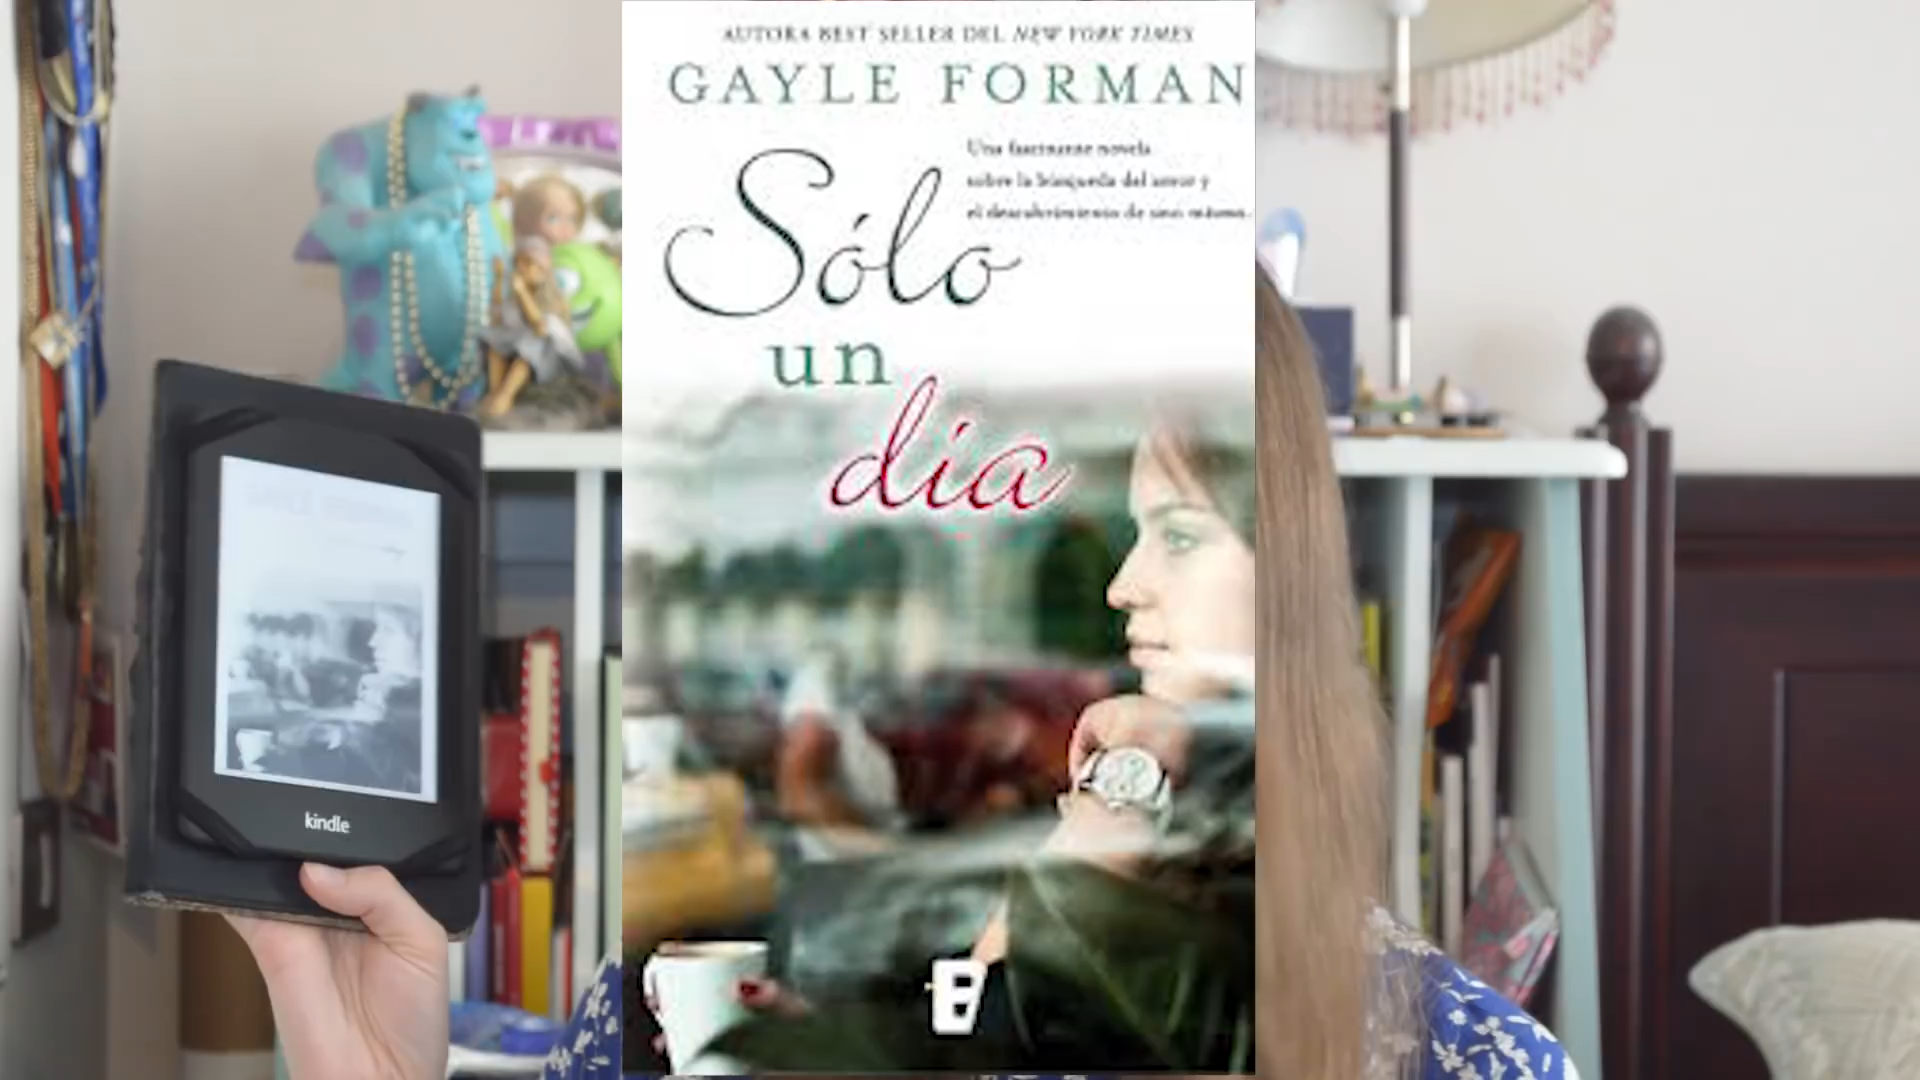 AUTORA BEST SELLER DEL NEW YORK TIMES
GAYLE FORMAN
Una fascinante novela
sobre la búsqueda del amor y
el descubrimiento de uno mismo.
Sólo
un
día
B
kindle